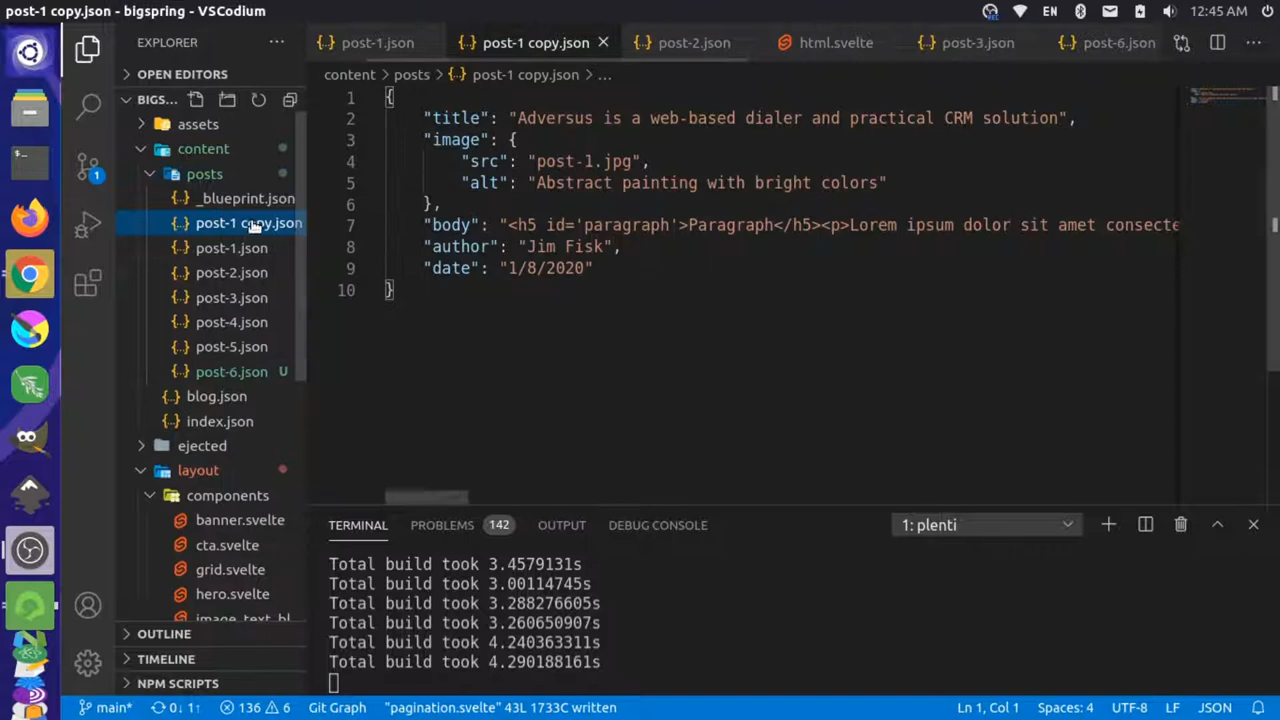 post-1 copy.json - bigspring - VSCodium
EN
12:45 AM
EXPLORER
post-1.json
post-1 copy.json
post-2.json
html.svelte
post-3.json
post-6.json
OPEN EDITORS
content > posts > {..} post-1 copy.json > ...
BIGS...
assets
content
posts
_blueprint.json
post-1 copy.json
post-1.json
post-2.json
post-3.json
post-4.json
post-5.json
post-6.json U
blog.json
index.json
ejected
layout
components
banner.svelte
cta.svelte
grid.svelte
hero.svelte
image_text_bl
OUTLINE
TIMELINE
NPM SCRIPTS
1 {
2 "title": "Adversus is a web-based dialer and practical CRM solution",
3 "image": {
4 "src": "post-1.jpg",
5 "alt": "Abstract painting with bright colors"
6 },
7 "body": "<h5 id='paragraph'>Paragraph</h5><p>Lorem ipsum dolor sit amet consecte
8 "author": "Jim Fisk",
9 "date": "1/8/2020"
10 }
TERMINAL
PROBLEMS 142
OUTPUT
DEBUG CONSOLE
1: plenti
Total build took 3.4579131s
Total build took 3.00114745s
Total build took 3.288276605s
Total build took 3.260650907s
Total build took 4.240363311s
Total build took 4.290188161s
1
main*
0↓ 1↑
136
6
Git Graph
"pagination.svelte" 43L 1733C written
Ln 1, Col 1
Spaces: 4
UTF-8
LF
JSON